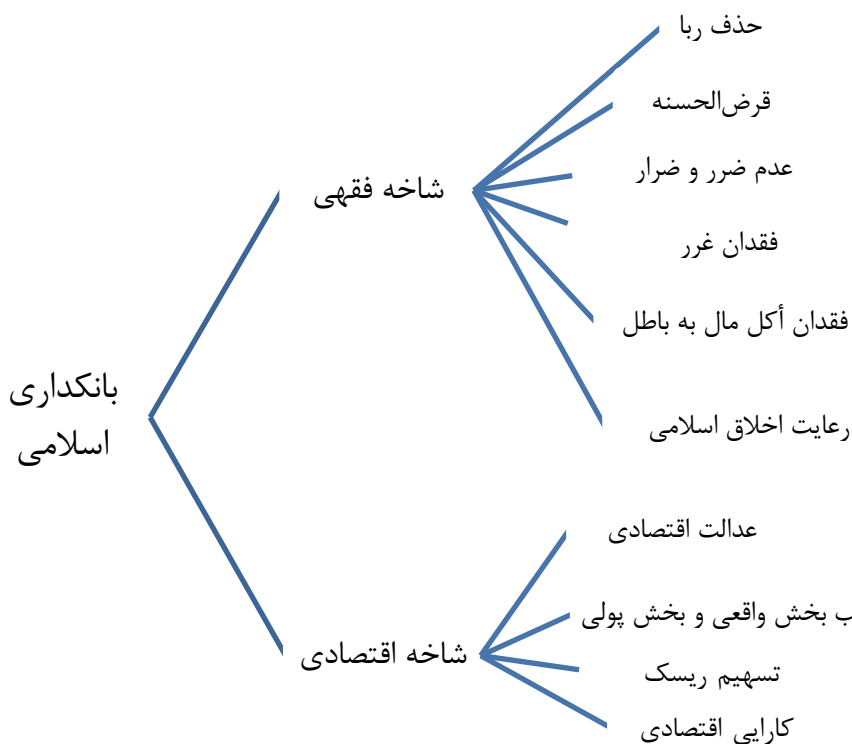 حذف ربا
قرض‌الحسنه
عدم ضرر و ضرار
شاخه فقهی
فقدان غرر
فقدان أکل مال به باطل
رعایت اخلاق اسلامی
بانکداری
اسلامی
عدالت اقتصادی
بخش واقعی و بخش پولی
شاخه اقتصادی
تسهیم ریسک
کارایی اقتصادی